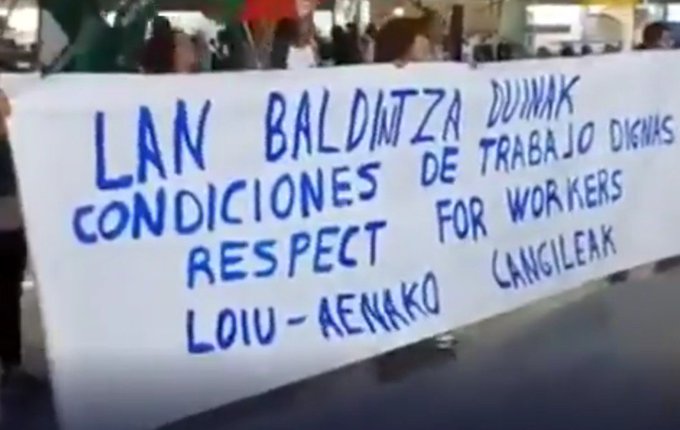 LAN BALDINTZA DUINAK
CONDICIONES DE TRABAJO DIGNAS
RESPECT FOR WORKERS
LOIU-AENAKO LANGILEAK